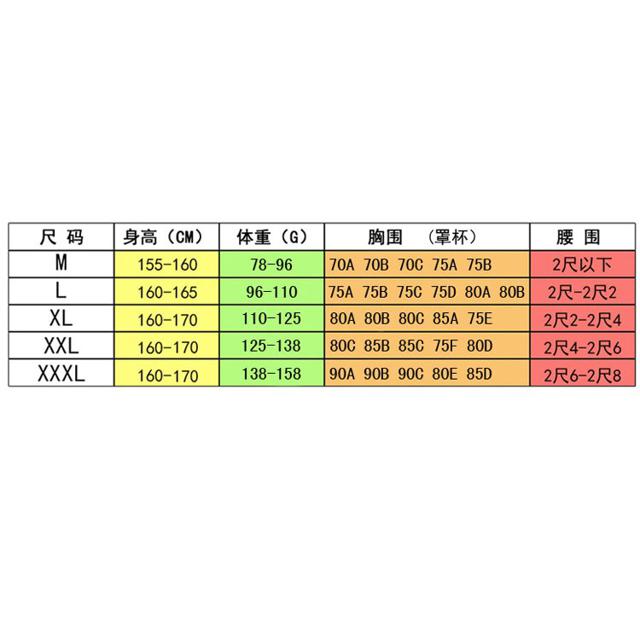 尺 码 身高（CM） 体重（G） 胸围 （罩杯） 腰 围
M 155-160 78-96 70A 70B 70C 75A 75B 2尺以下
L 160-165 96-110 75A 75B 75C 75D 80A 80B 2尺-2尺2
XL 160-170 110-125 80A 80B 80C 85A 75E 2尺2-2尺4
XXL 160-170 125-138 80C 85B 85C 75F 80D 2尺4-2尺6
XXXL 160-170 138-158 90A 90B 90C 80E 85D 2尺6-2尺8